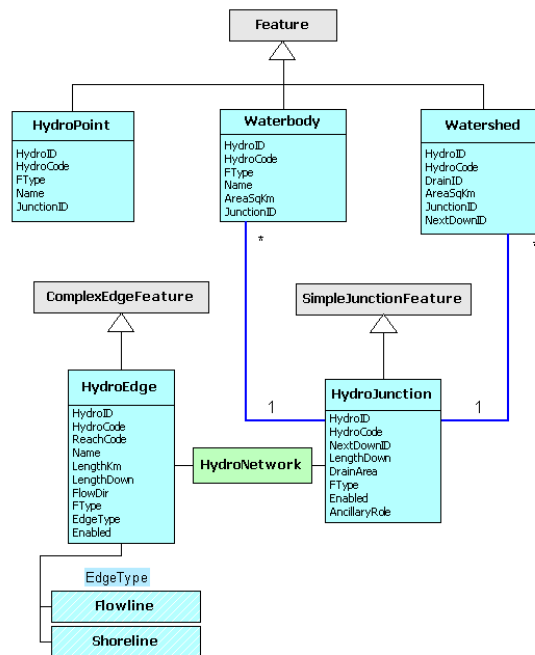 Feature
HydroPoint
HydroID
HydroCode
FType
Name
JunctionID
Waterbody
HydroID
HydroCode
FType
Name
AreaSqKm
JunctionID
Watershed
HydroID
HydroCode
DrainID
AreaSqKm
JunctionID
NextDownID
*
*
ComplexEdgeFeature
SimpleJunctionFeature
HydroEdge
HydroID
HydroCode
ReachCode
Name
LengthKm
LengthDown
FlowDir
FType
EdgeType
Enabled
1
HydroJunction
HydroID
HydroCode
NextDownID
LengthDown
DrainArea
FType
Enabled
AncillaryRole
1
HydroNetwork
EdgeType
Flowline
Shoreline